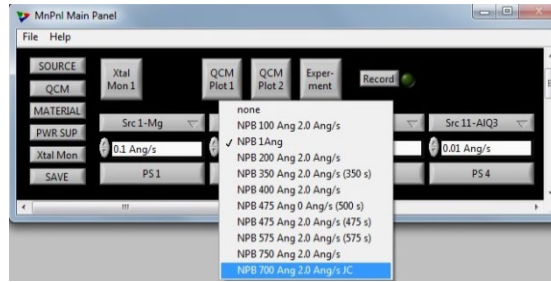 MnPnl Main Panel
File Help
SOURCE
QCM
MATERIAL
PWR SUP
Xtal Mon
SAVE
Xtal Mon 1
QCM Plot 1
QCM Plot 2
Exper-ment
Record
Src 1-Mg
0.1 Ang/s
PS 1
none
NPB 100 Ang 2.0 Ang/s
✓ NPB 1Ang
NPB 200 Ang 2.0 Ang/s
NPB 350 Ang 2.0 Ang/s (350 s)
NPB 400 Ang 2.0 Ang/s
NPB 475 Ang 0 Ang/s (500 s)
NPB 475 Ang 2.0 Ang/s (475 s)
NPB 575 Ang 2.0 Ang/s (575 s)
NPB 750 Ang 2.0 Ang/s
NPB 700 Ang 2.0 Ang/s JC
Src 11-AlQ3
0.01 Ang/s
PS 4